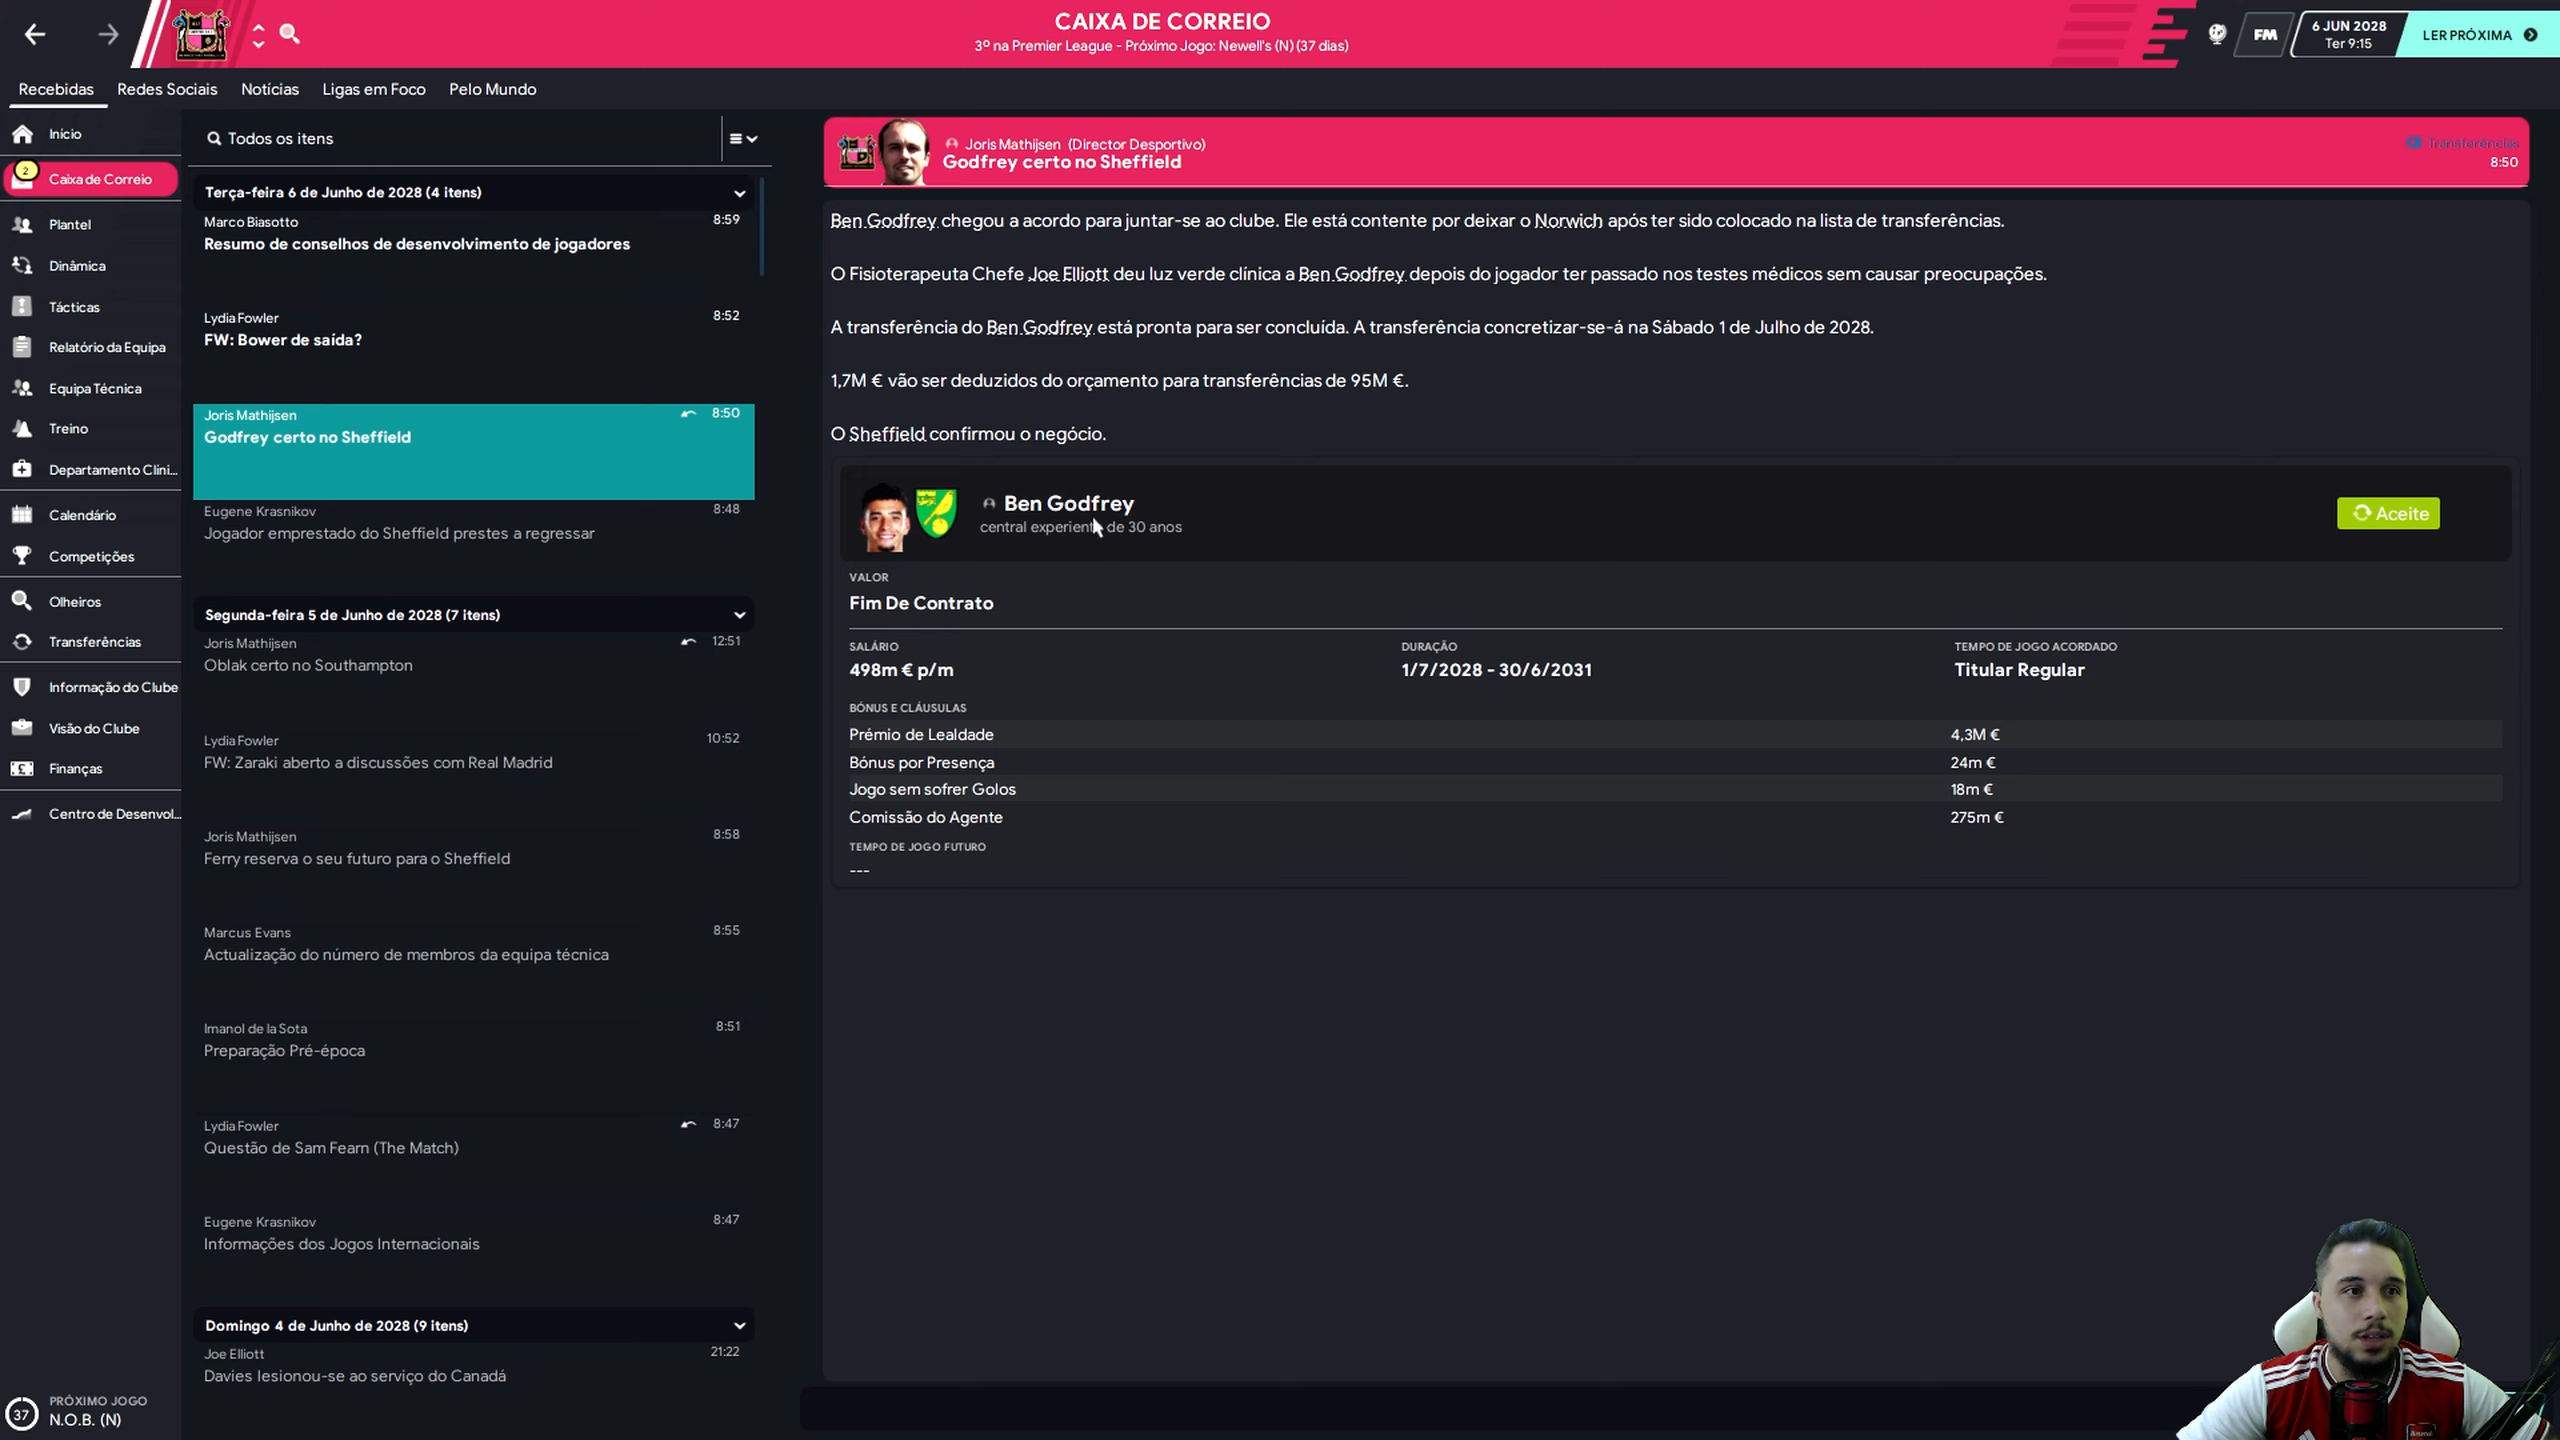 CAIXA DE CORREIO
3º na Premier League - Próximo Jogo: Newell's (N) (37 dias)
FM
6 JUN 2028
Ter 9:15
LER PRÓXIMA
Recebidas
Redes Sociais
Notícias
Ligas em Foco
Pelo Mundo
Início
2
Caixa de Correio
Plantel
Dinâmica
Tácticas
Relatório da Equipa
Equipa Técnica
Treino
Departamento Clíni...
Calendário
Competições
Olheiros
Transferências
Informação do Clube
Visão do Clube
Finanças
Centro de Desenvol...
37
PRÓXIMO JOGO
N.O.B. (N)
Todos os itens
Terça-feira 6 de Junho de 2028 (4 itens)
Marco Biasotto 8:59
Resumo de conselhos de desenvolvimento de jogadores
Lydia Fowler 8:52
FW: Bower de saída?
Joris Mathijsen 8:50
Godfrey certo no Sheffield
Eugene Krasnikov 8:48
Jogador emprestado do Sheffield prestes a regressar
Segunda-feira 5 de Junho de 2028 (7 itens)
Joris Mathijsen 12:51
Oblak certo no Southampton
Lydia Fowler 10:52
FW: Zaraki aberto a discussões com Real Madrid
Joris Mathijsen 8:58
Ferry reserva o seu futuro para o Sheffield
Marcus Evans 8:55
Actualização do número de membros da equipa técnica
Imanol de la Sota 8:51
Preparação Pré-época
Lydia Fowler 8:47
Questão de Sam Fearn (The Match)
Eugene Krasnikov 8:47
Informações dos Jogos Internacionais
Domingo 4 de Junho de 2028 (9 itens)
Joe Elliott 21:22
Davies lesionou-se ao serviço do Canadá
Joris Mathijsen (Director Desportivo)
Godfrey certo no Sheffield
Transferências
8:50
Ben Godfrey chegou a acordo para juntar-se ao clube. Ele está contente por deixar o Norwich após ter sido colocado na lista de transferências.
O Fisioterapeuta Chefe Joe Elliott deu luz verde clínica a Ben Godfrey depois do jogador ter passado nos testes médicos sem causar preocupações.
A transferência do Ben Godfrey está pronta para ser concluída. A transferência concretizar-se-á na Sábado 1 de Julho de 2028.
1,7M € vão ser deduzidos do orçamento para transferências de 95M €.
O Sheffield confirmou o negócio.
Ben Godfrey
central experiente de 30 anos
Aceite
VALOR
Fim De Contrato
SALÁRIO
498m € p/m
DURAÇÃO
1/7/2028 - 30/6/2031
TEMPO DE JOGO ACORDADO
Titular Regular
BÓNUS E CLÁUSULAS
Prémio de Lealdade 4,3M €
Bónus por Presença 24m €
Jogo sem sofrer Golos 18m €
Comissão do Agente 275m €
TEMPO DE JOGO FUTURO
---